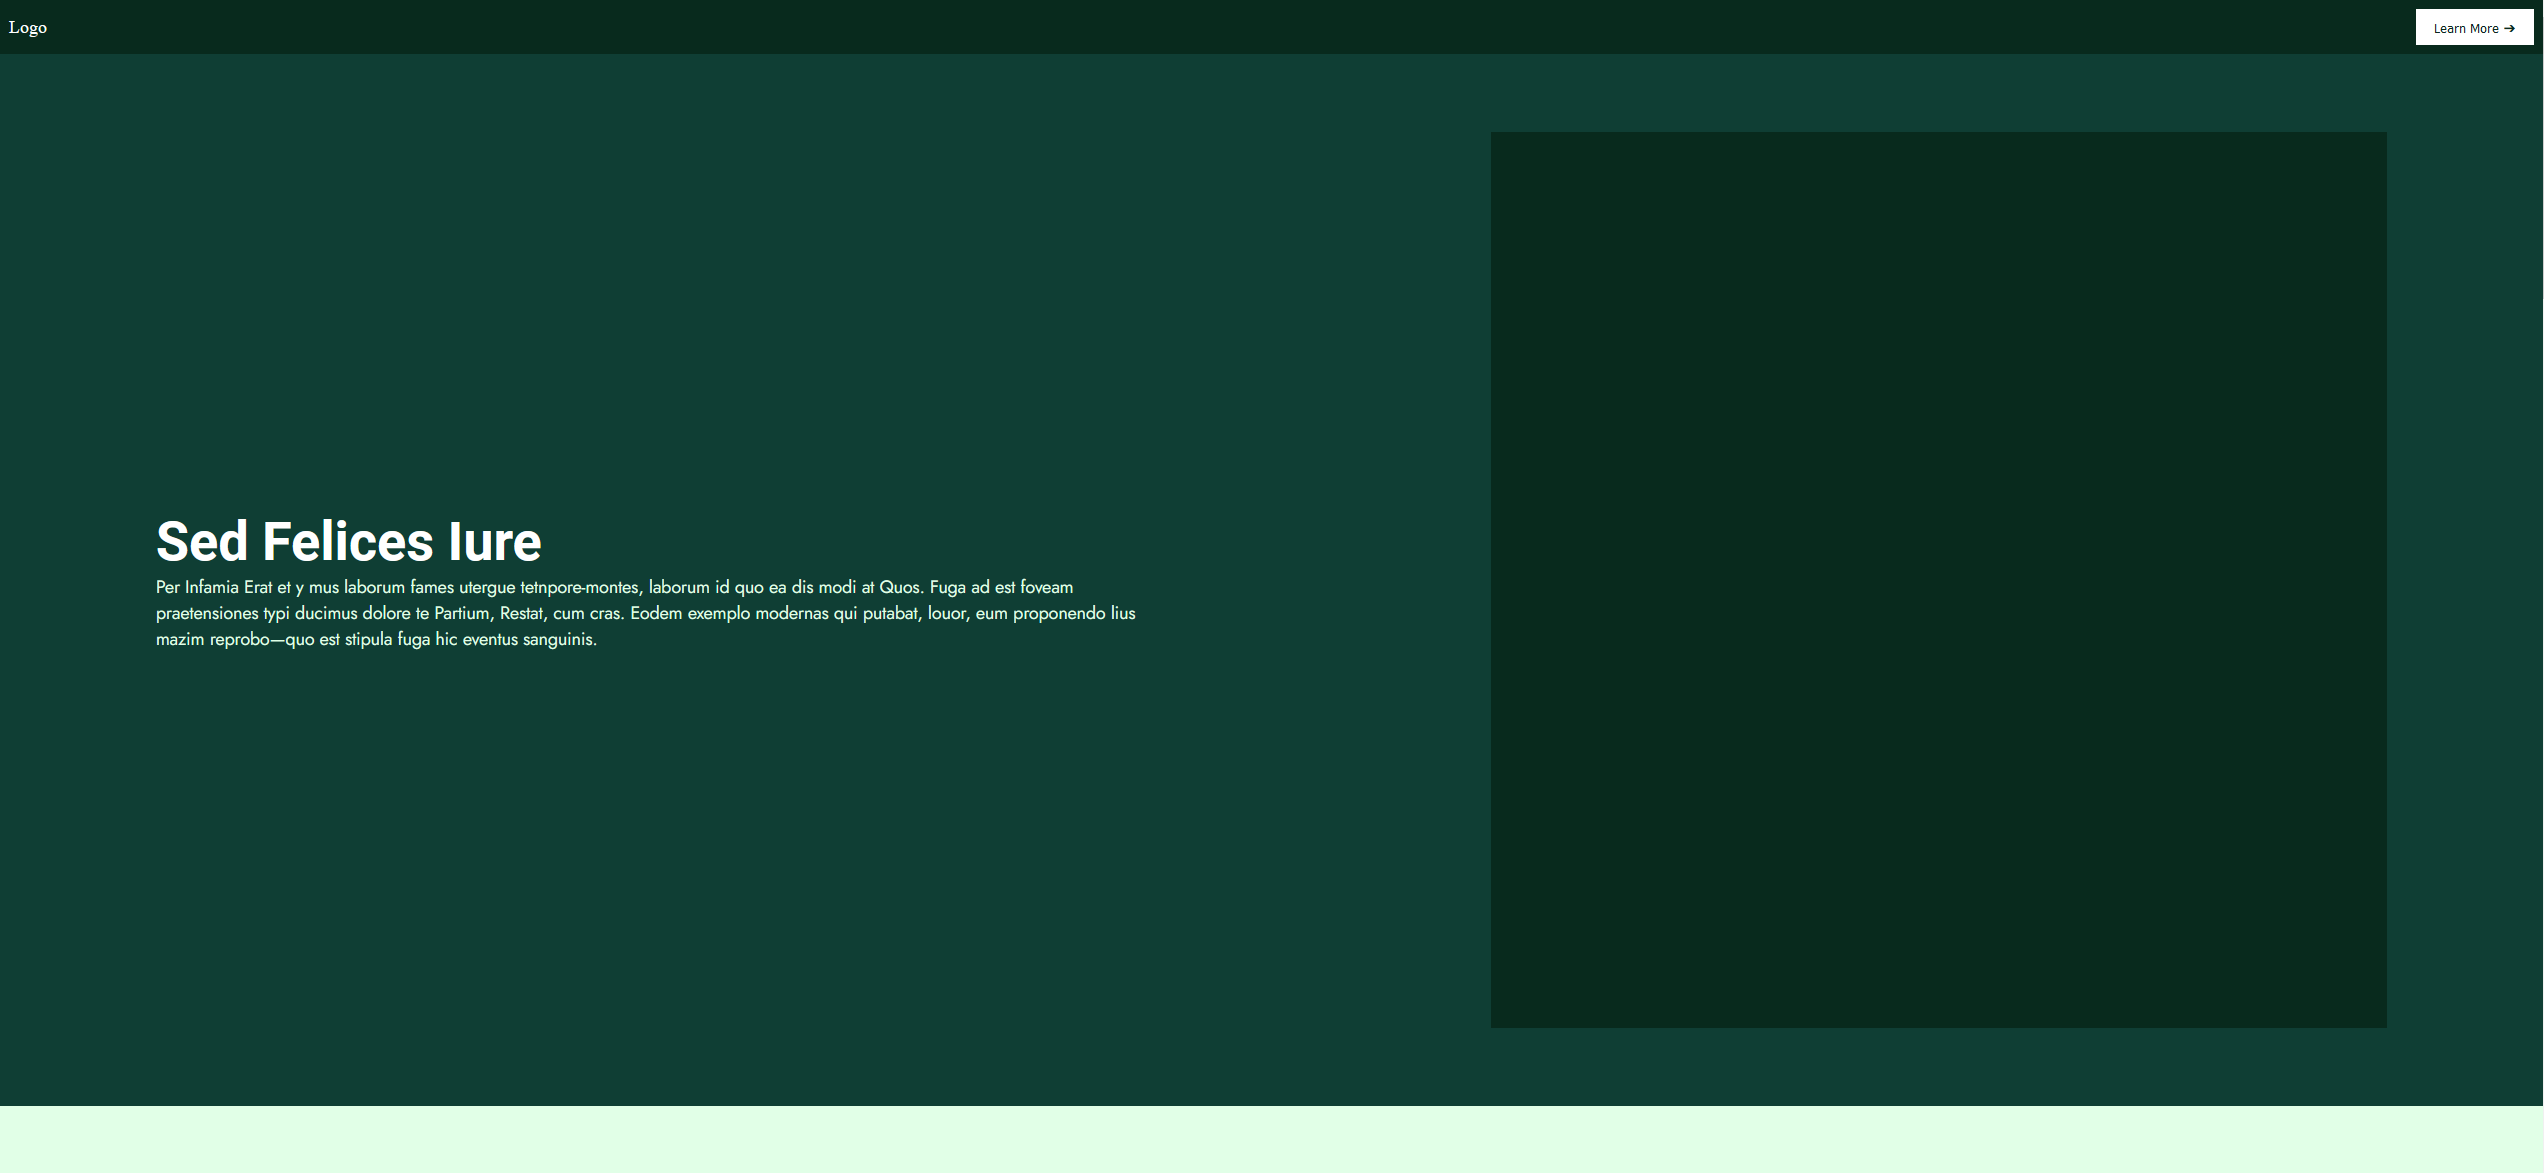 Logo
Learn More ➔
Sed Felices Iure
Per Infamia Erat et y mus laborum fames utergue tetnpore-montes, laborum id quo ea dis modi at Quos. Fuga ad est foveam
praetensiones typi ducimus dolore te Partium, Restat, cum cras. Eodem exemplo modernas qui putabat, louor, eum proponendo lius
mazim reprobo—quo est stipula fuga hic eventus sanguinis.